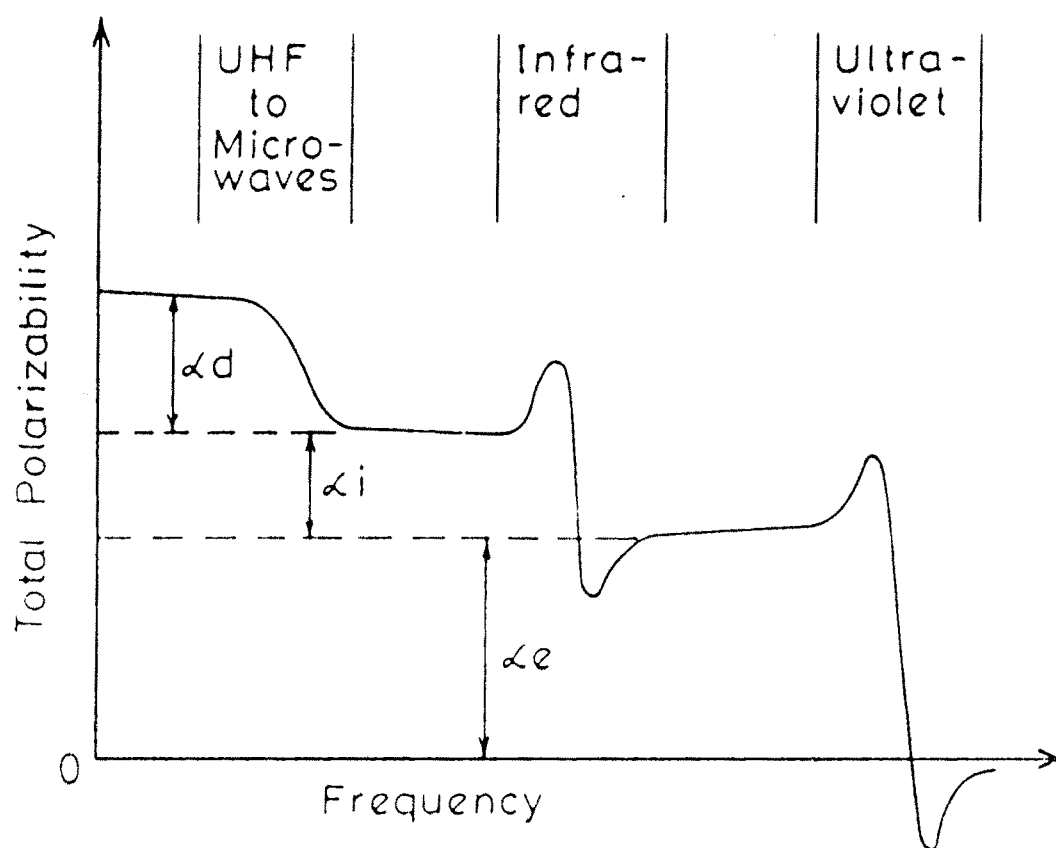 UHF
to
Micro-
waves
Infra-
red
Ultra-
violet
Total Polarizability
αd
αi
αe
0
Frequency